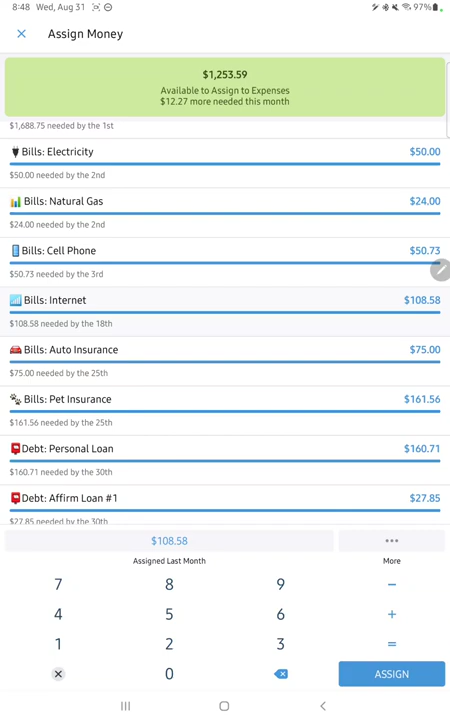 8:48 Wed, Aug 31
97%
Assign Money
$1,253.59
Available to Assign to Expenses
$12.27 more needed this month
$1,688.75 needed by the 1st
Bills: Electricity $50.00
$50.00 needed by the 2nd
Bills: Natural Gas $24.00
$24.00 needed by the 2nd
Bills: Cell Phone $50.73
$50.73 needed by the 3rd
Bills: Internet $108.58
$108.58 needed by the 18th
Bills: Auto Insurance $75.00
$75.00 needed by the 25th
Bills: Pet Insurance $161.56
$161.56 needed by the 25th
Debt: Personal Loan $160.71
$160.71 needed by the 30th
Debt: Affirm Loan #1 $27.85
$27.85 needed by the 30th
$108.58 •••
Assigned Last Month More
7 8 9 −
4 5 6 +
1 2 3 =
0 ASSIGN